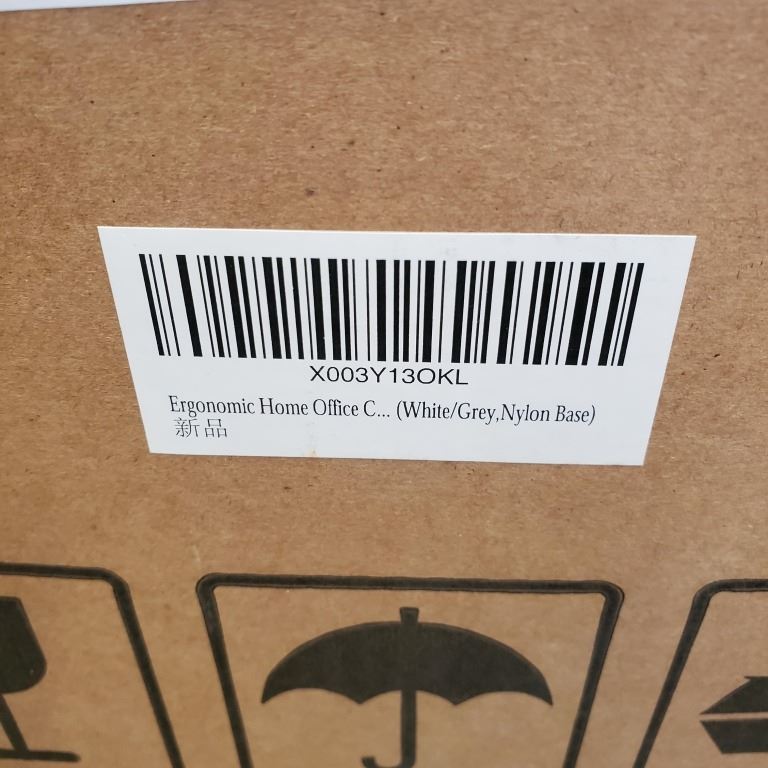 X003Y13OKL
Ergonomic Home Office C... (White/Grey,Nylon Base)
新品